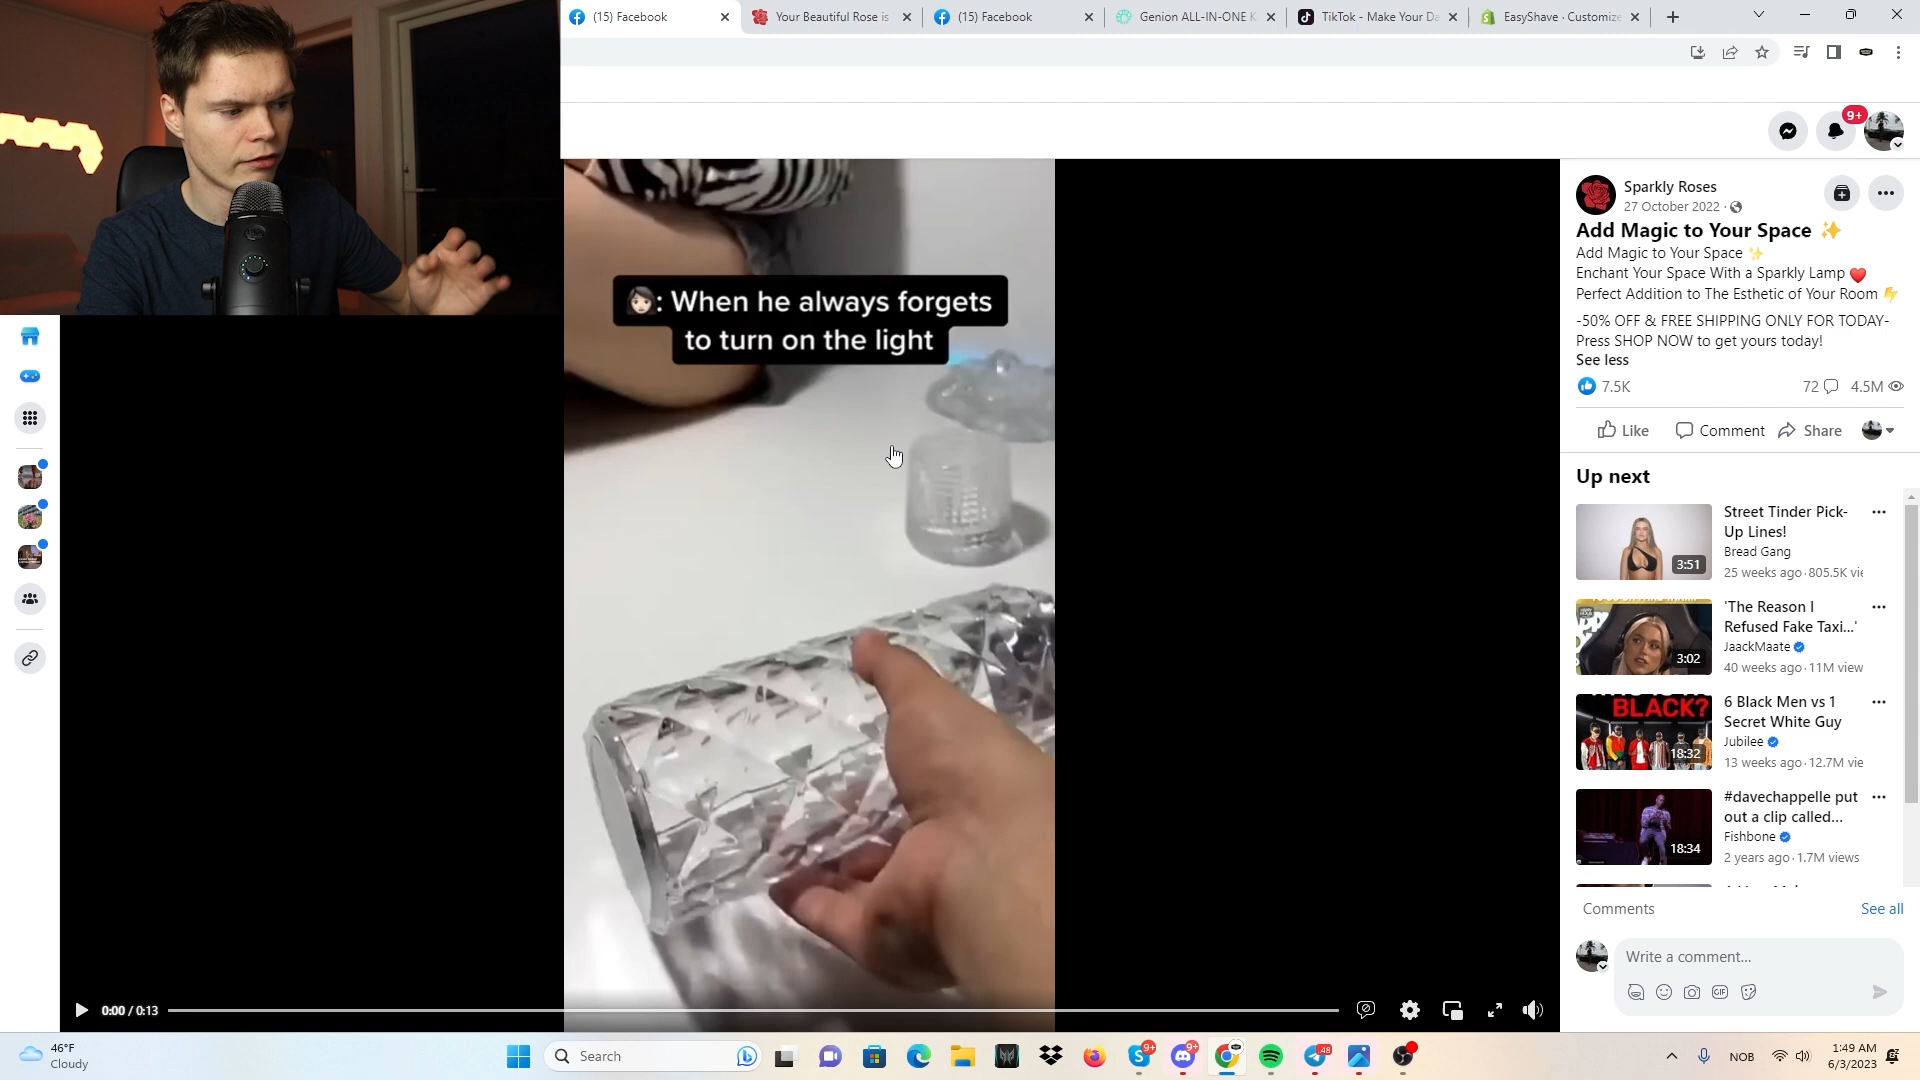 (15) Facebook
Your Beautiful Rose is
(15) Facebook
Genion ALL-IN-ONE K
TikTok - Make Your Da
EasyShave · Customize
9+
👩🏻: When he always forgets
to turn on the light
Sparkly Roses
27 October 2022 ·
Add Magic to Your Space ✨
Add Magic to Your Space ✨
Enchant Your Space With a Sparkly Lamp ❤️
Perfect Addition to The Esthetic of Your Room ⚡
-50% OFF & FREE SHIPPING ONLY FOR TODAY-
Press SHOP NOW to get yours today!
See less
7.5K
72
4.5M
Like
Comment
Share
Up next
Street Tinder Pick-
Up Lines!
Bread Gang
25 weeks ago · 805.5K vie
3:51
'The Reason I
Refused Fake Taxi...'
JaackMaate
40 weeks ago · 11M view
3:02
6 Black Men vs 1
Secret White Guy
Jubilee
13 weeks ago · 12.7M vie
BLACK?
18:32
#davechappelle put
out a clip called...
Fishbone
2 years ago · 1.7M views
18:34
Comments
See all
Write a comment...
GIF
0:00 / 0:13
46°F
Cloudy
Search
9+
9+
48
NOB
1:49 AM
6/3/2023